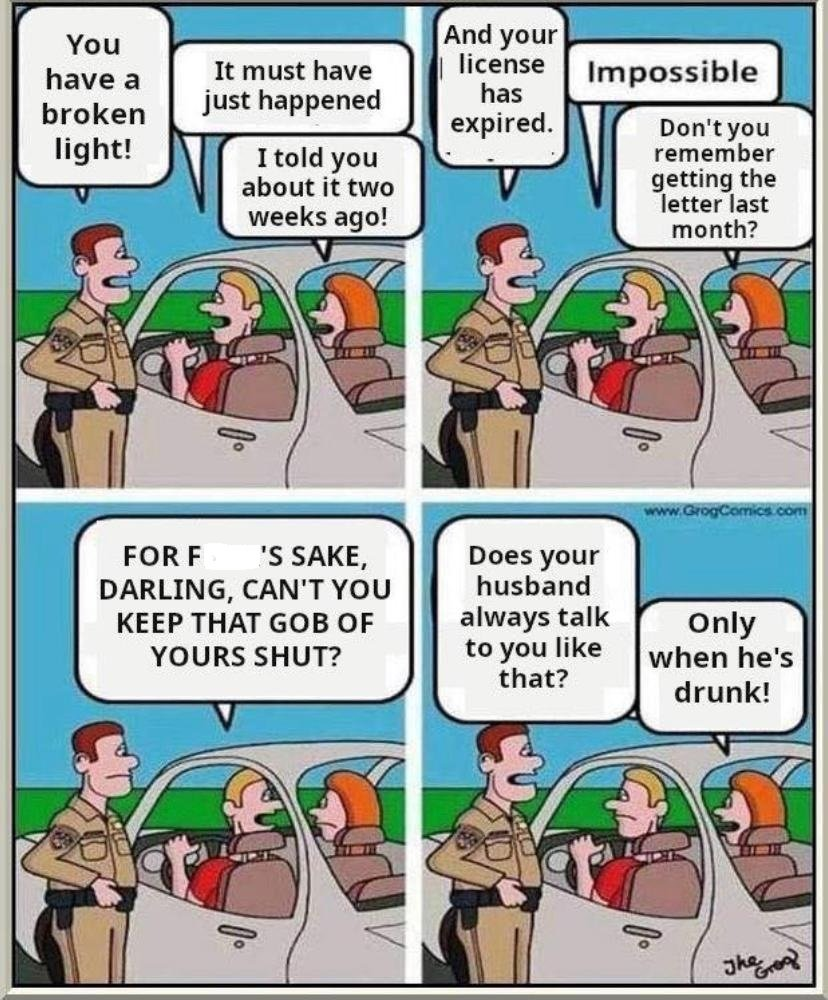 You
have a
broken
light!
It must have
just happened
I told you
about it two
weeks ago!
And your
license
has
expired.
Impossible
Don't you
remember
getting the
letter last
month?
FOR F 'S SAKE,
DARLING, CAN'T YOU
KEEP THAT GOB OF
YOURS SHUT?
www.GrogComics.com
Does your
husband
always talk
to you like
that?
Only
when he's
drunk!
The Grog